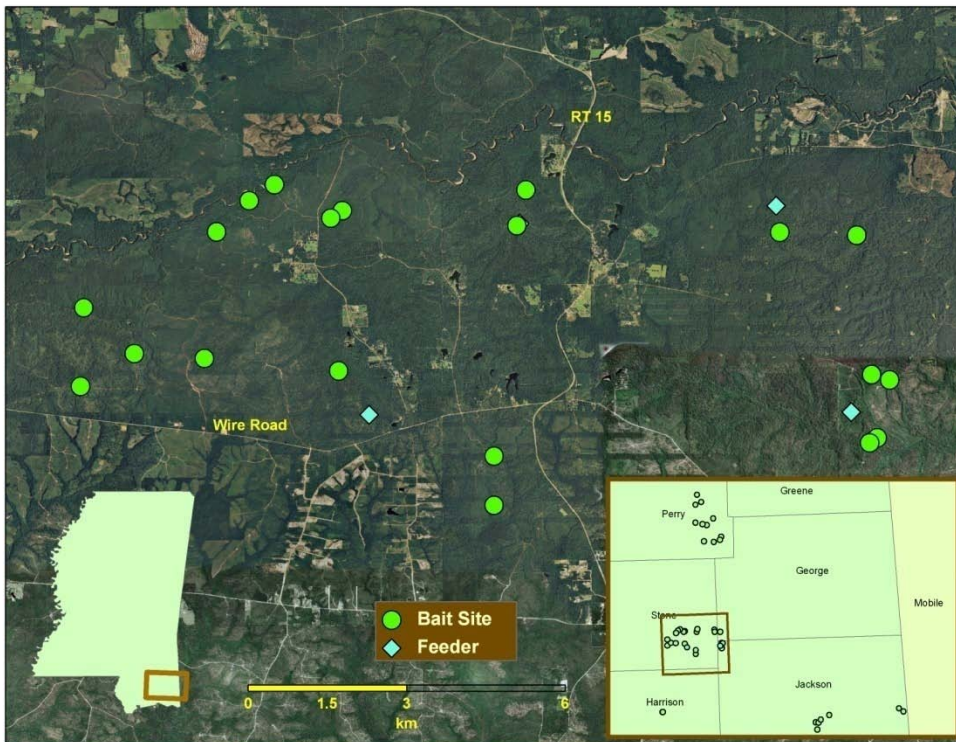 RT 15
Wire Road
Bait Site
Feeder
0
1.5
3
6
km
Greene
Perry
George
Mobile
Stone
Jackson
Harrison